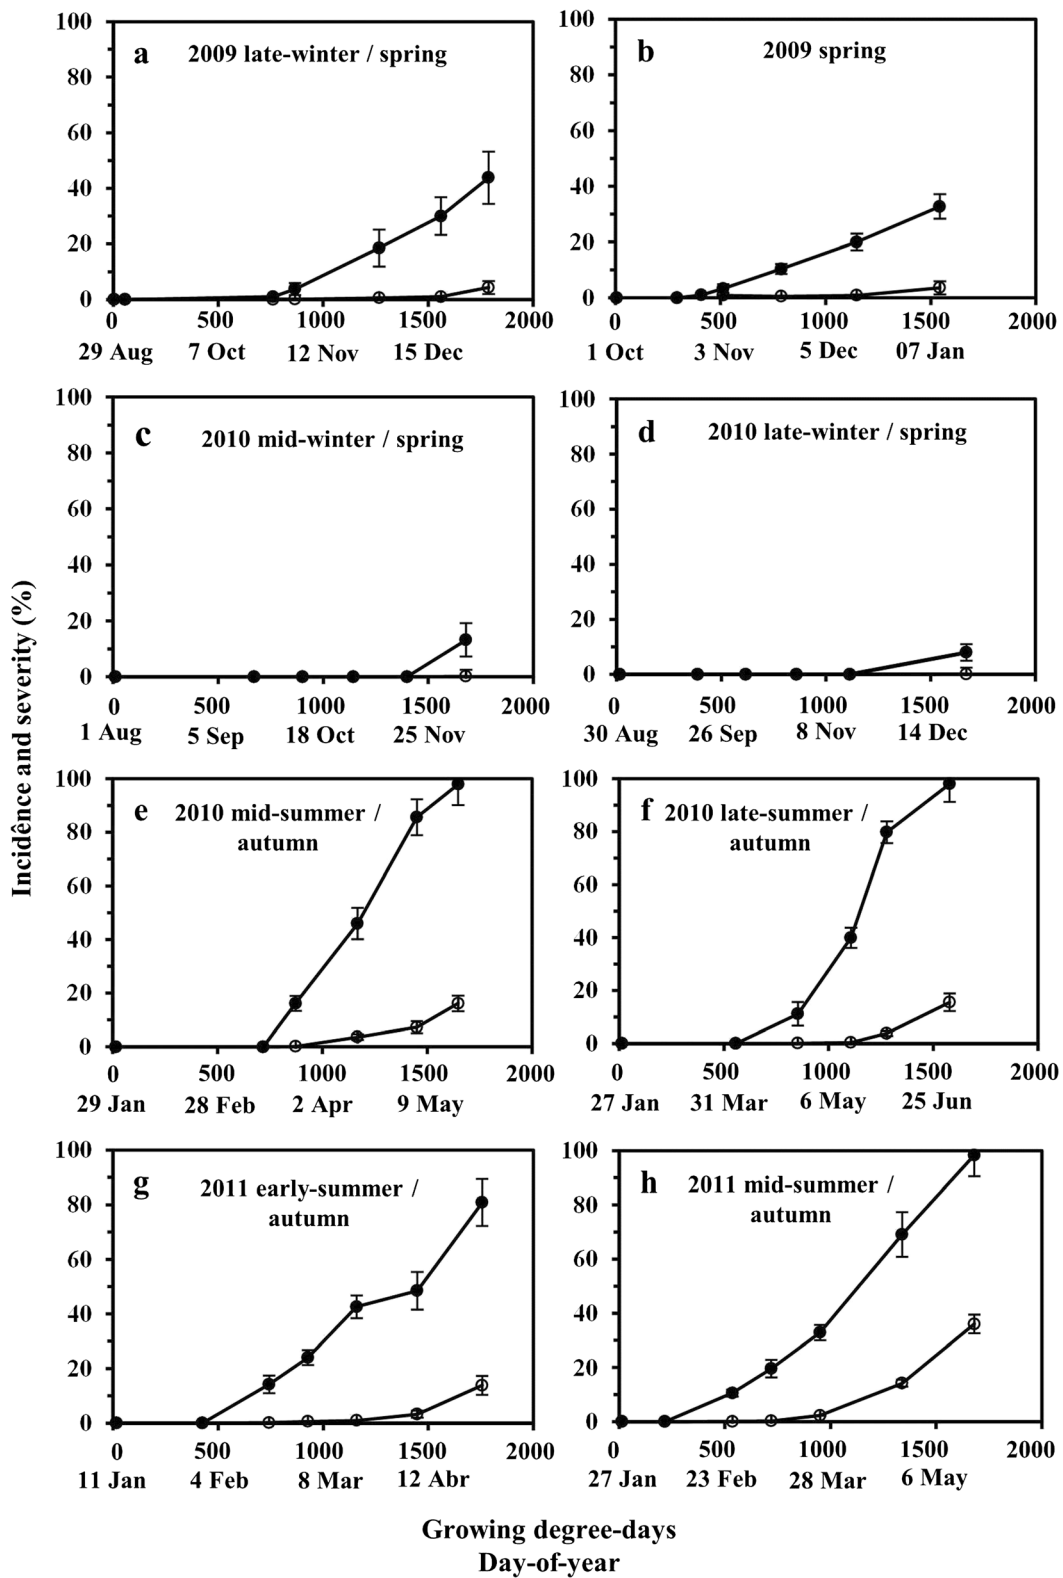 Incidênce and severity (%)
a 2009 late-winter / spring
100
80
60
40
20
0
0 500 1000 1500 2000
29 Aug 7 Oct 12 Nov 15 Dec
b 2009 spring
100
80
60
40
20
0
0 500 1000 1500 2000
1 Oct 3 Nov 5 Dec 07 Jan
c 2010 mid-winter / spring
100
80
60
40
20
0
0 500 1000 1500 2000
1 Aug 5 Sep 18 Oct 25 Nov
d 2010 late-winter / spring
100
80
60
40
20
0
0 500 1000 1500 2000
30 Aug 26 Sep 8 Nov 14 Dec
e 2010 mid-summer /
autumn
100
80
60
40
20
0
0 500 1000 1500 2000
29 Jan 28 Feb 2 Apr 9 May
f 2010 late-summer /
autumn
100
80
60
40
20
0
0 500 1000 1500 2000
27 Jan 31 Mar 6 May 25 Jun
g 2011 early-summer /
autumn
100
80
60
40
20
0
0 500 1000 1500 2000
11 Jan 4 Feb 8 Mar 12 Abr
h 2011 mid-summer /
autumn
100
80
60
40
20
0
0 500 1000 1500 2000
27 Jan 23 Feb 28 Mar 6 May
Growing degree-days
Day-of-year